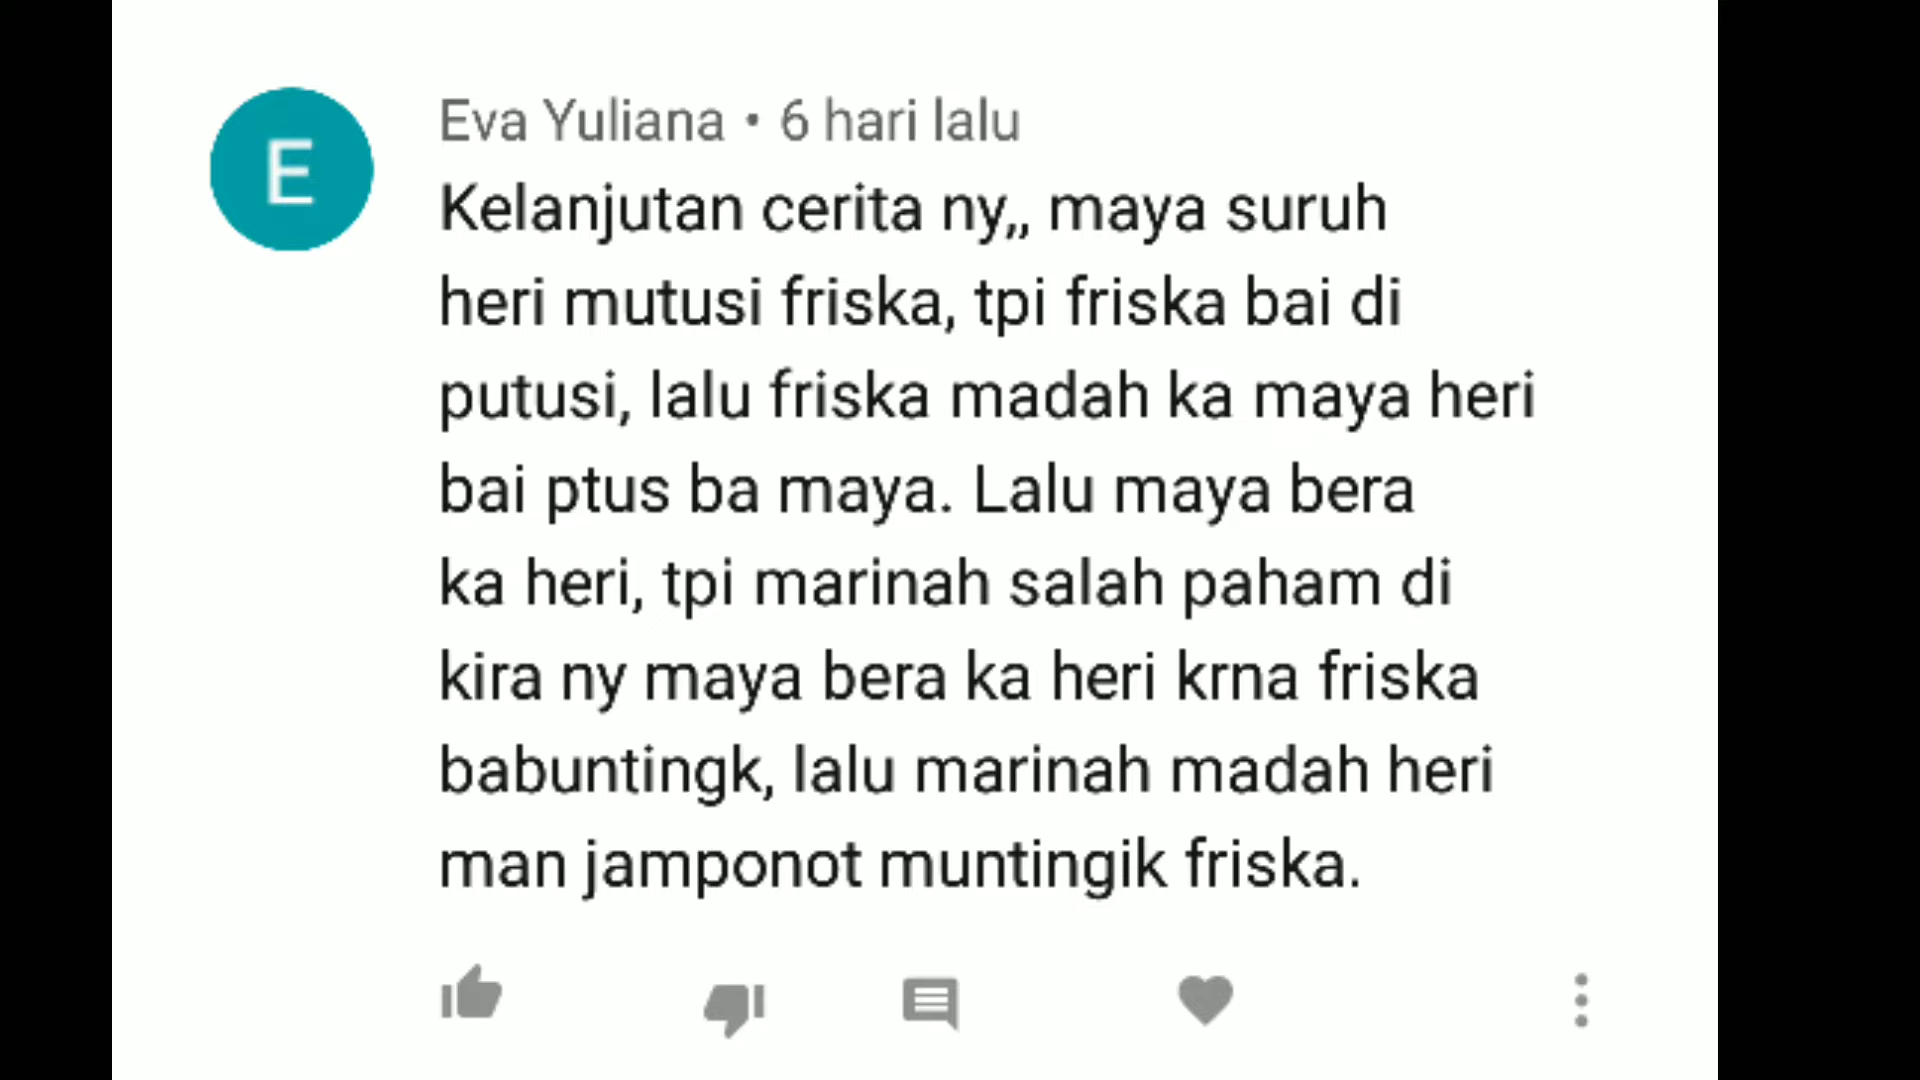 E
Eva Yuliana • 6 hari lalu
Kelanjutan cerita ny,, maya suruh
heri mutusi friska, tpi friska bai di
putusi, lalu friska madah ka maya heri
bai ptus ba maya. Lalu maya bera
ka heri, tpi marinah salah paham di
kira ny maya bera ka heri krna friska
babuntingk, lalu marinah madah heri
man jamponot muntingik friska.